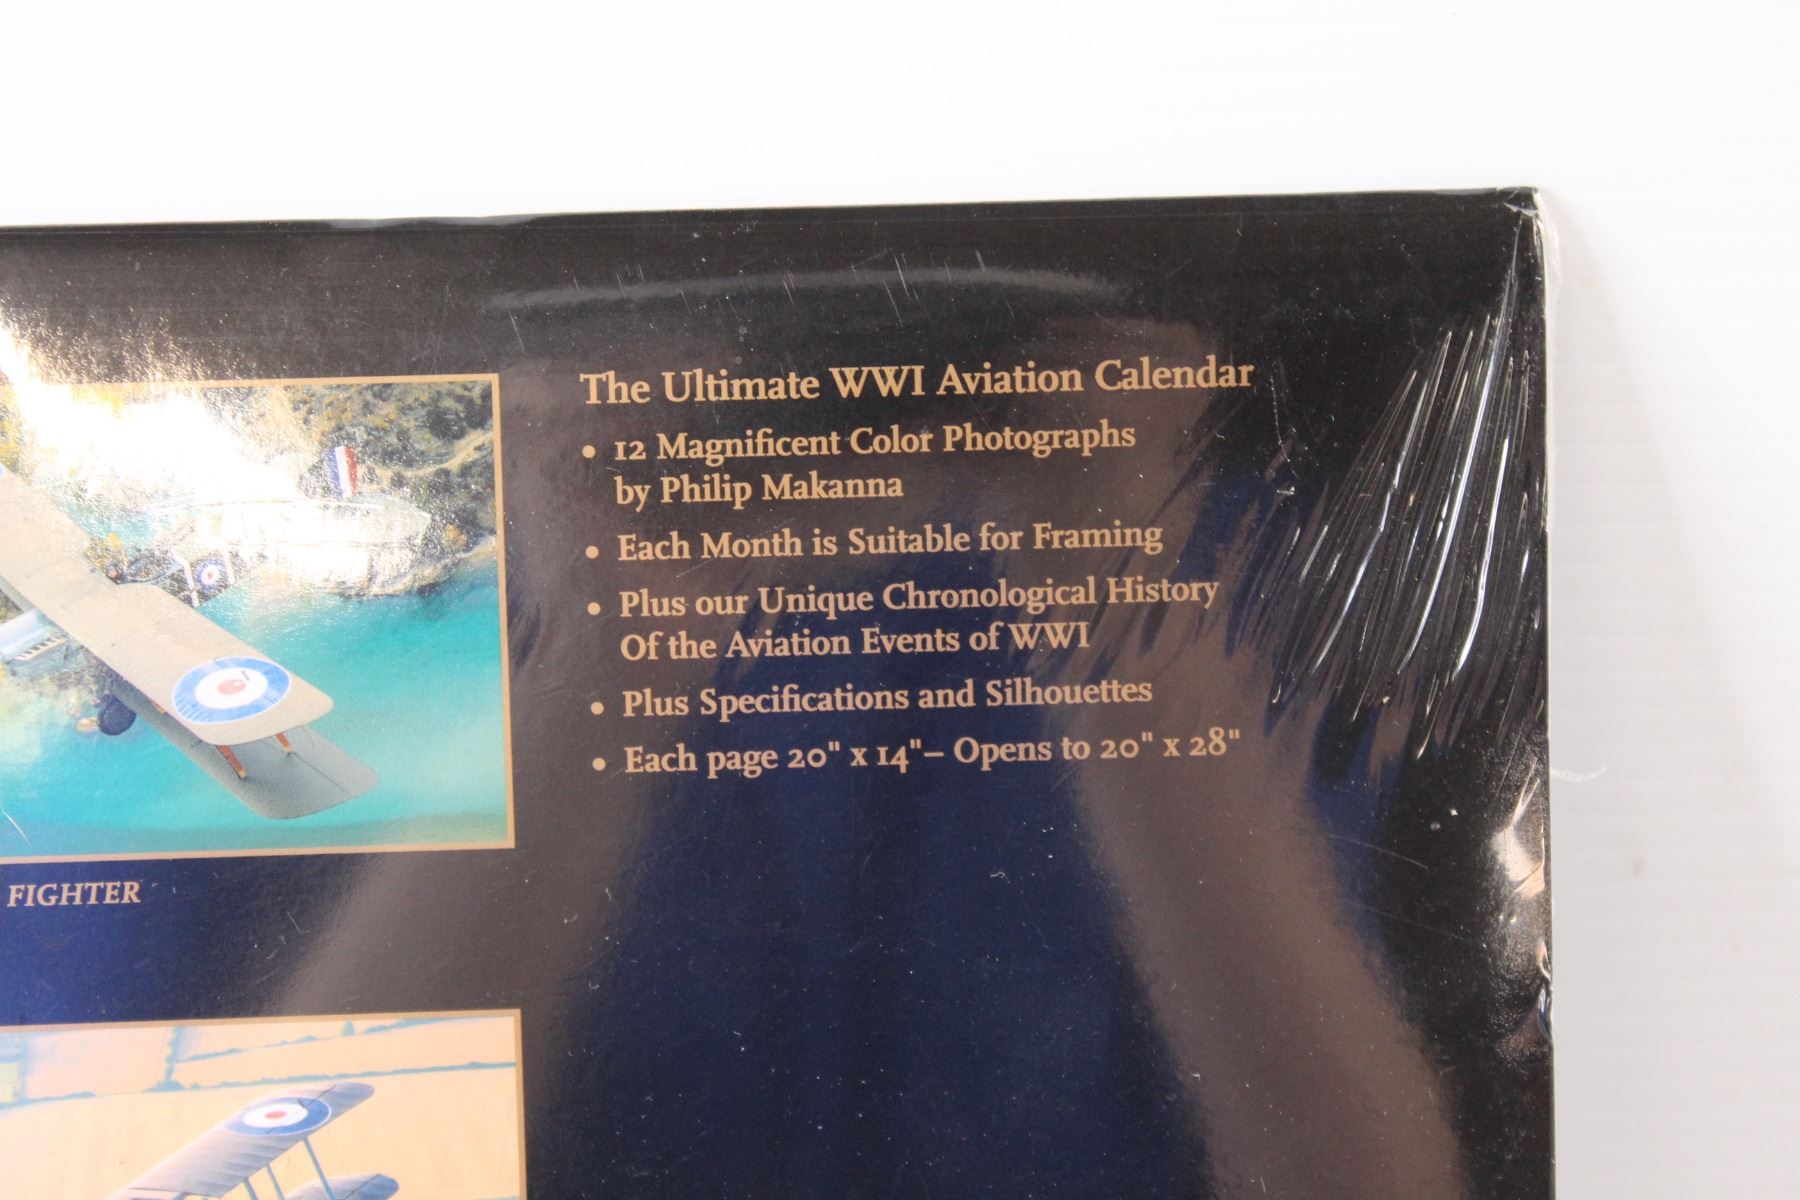 The Ultimate WWI Aviation Calendar
• 12 Magnificent Color Photographs
by Philip Makanna
• Each Month is Suitable for Framing
• Plus our Unique Chronological History
Of the Aviation Events of WWI
• Plus Specifications and Silhouettes
• Each page 20" x 14"– Opens to 20" x 28"
FIGHTER